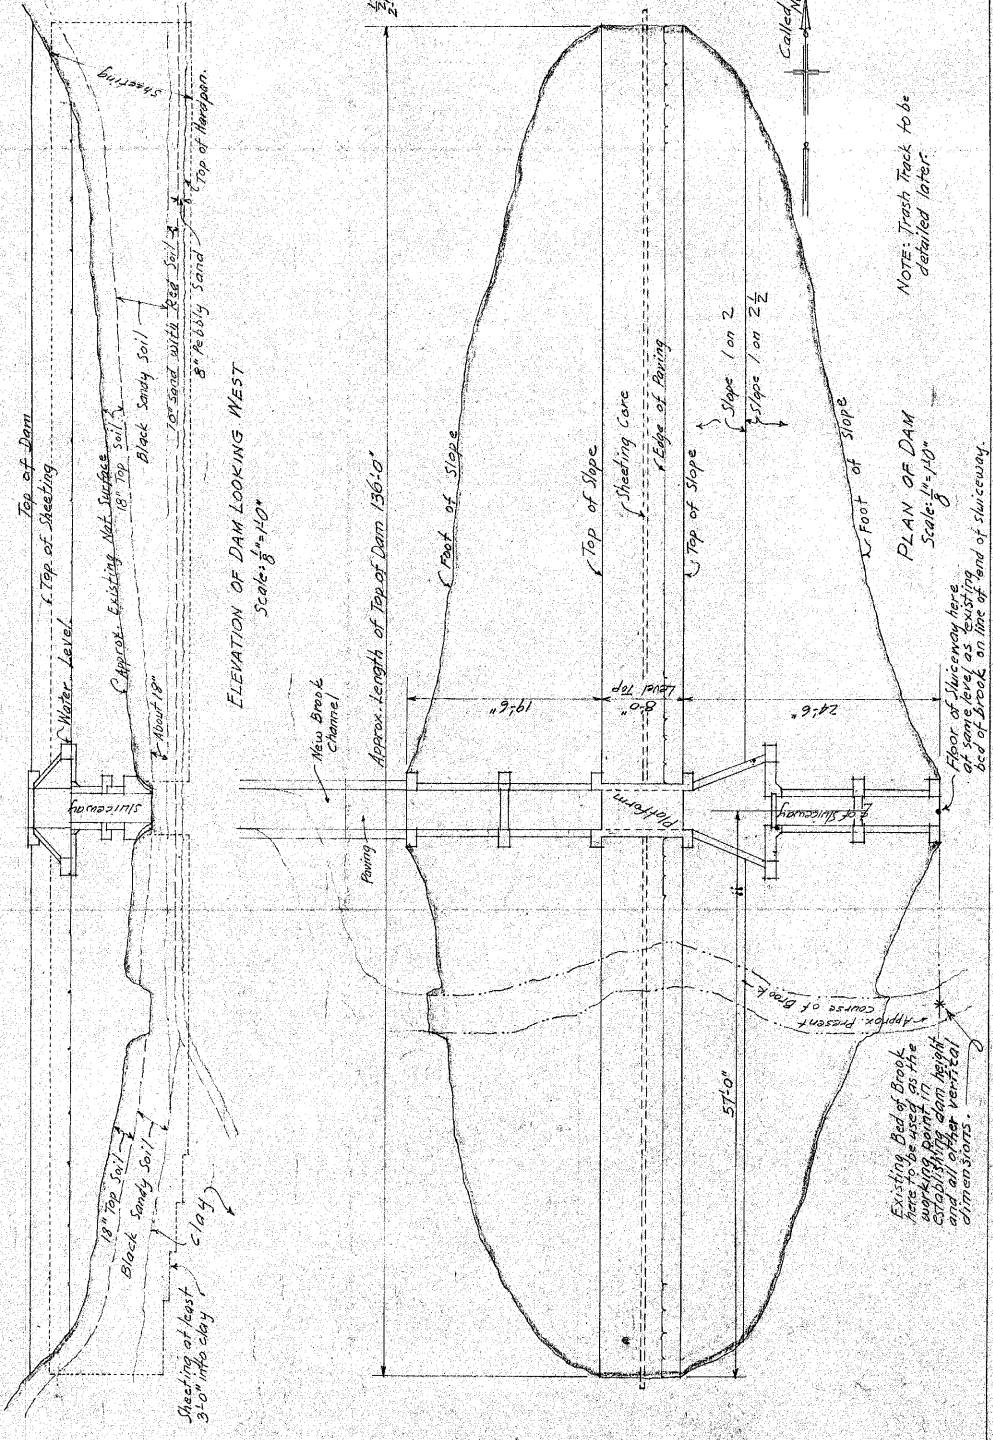 Top of Dam
Top of Sheeting
Water Level
Approx. Existing Nat. Surface
18" Top Soil
Black Sandy Soil
10" Sand with Red Soil
8" Pebbly Sand
Top of Hardpan.
Sheeting
About 18"
Sluiceway
18" Top Soil
Black Sandy Soil
Clay
Sheeting at least
3'-0" into clay
ELEVATION OF DAM LOOKING WEST
Scale: 1/8"=1'-0"
New Brook
Channel
Paving
Approx. Length of Top of Dam 136'-0"
Foot of Slope
Top of Slope
Sheeting Core
Edge of Paving
Top of Slope
Slope 1 on 2
Slope 1 on 2 1/2
Foot of Slope
19'-6"
8'-0"
Level Top
24'-6"
Platform
℄ of Sluiceway
57'-0"
Approx. Present
Course of Brook
PLAN OF DAM
Scale: 1/8"=1'-0"
Called
NOTE: Trash Track to be
detailed later.
Floor of Sluiceway here
at same level as existing
bed of brook on line of end of sluiceway.
Existing Bed of Brook
here to be used as the
working point in
establishing dam height
and all other vertical
dimensions.